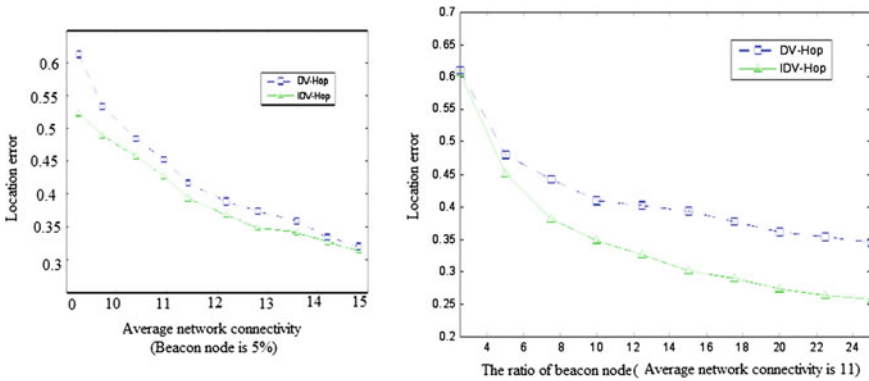 0.6
0.55
0.5
0.45
0.4
0.35
0.3
Location error
DV-Hop
IDV-Hop
0 10 11 12 13 14 15
Average network connectivity
(Beacon node is 5%)
0.7
0.65
0.6
0.55
0.5
0.45
0.4
0.35
0.3
0.25
0.2
Location error
DV-Hop
IDV-Hop
4 6 8 10 12 14 16 18 20 22 24
The ratio of beacon node( Average network connectivity is 11)